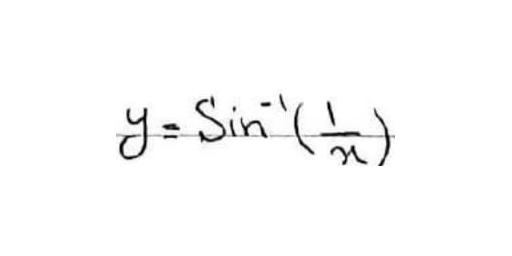 y = Sin⁻¹(1/x)